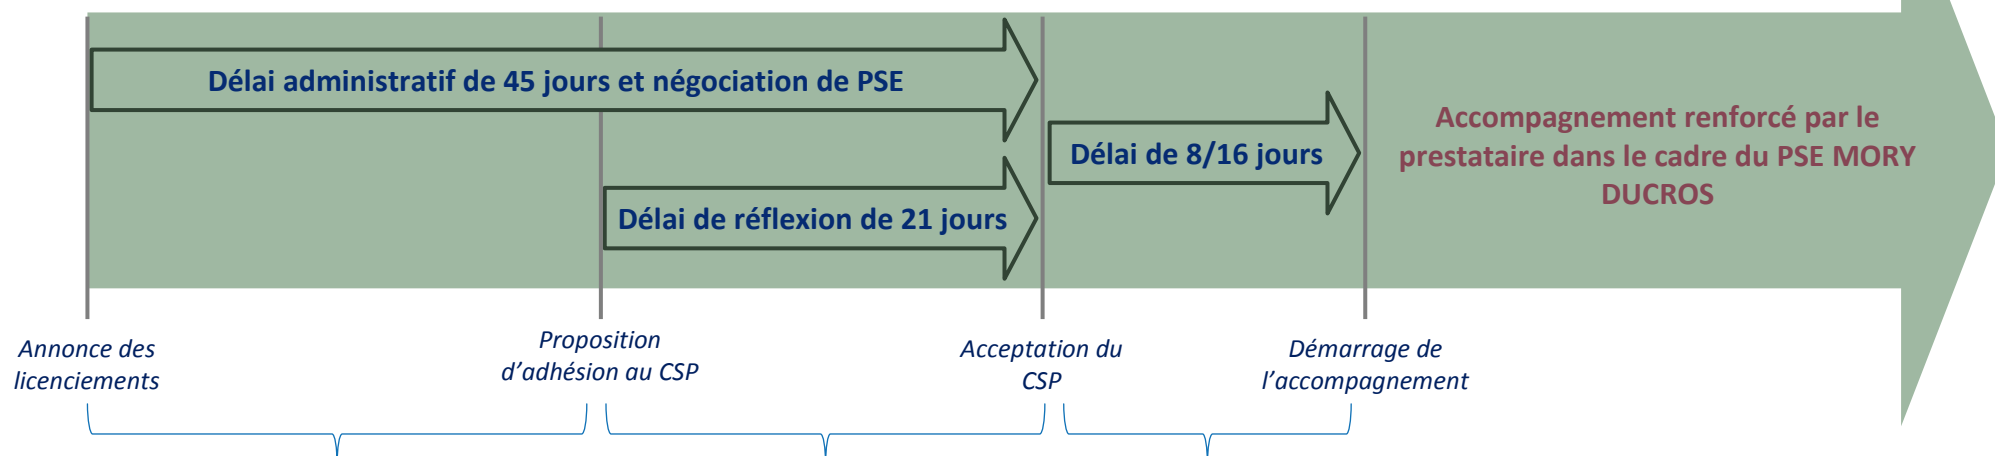 Délai administratif de 45 jours et négociation de PSE
Délai de 8/16 jours
Accompagnement renforcé par le
prestataire dans le cadre du PSE MORY
DUCROS
Délai de réflexion de 21 jours
Annonce des
licenciements
Proposition
d’adhésion au CSP
Acceptation du
CSP
Démarrage de
l’accompagnement